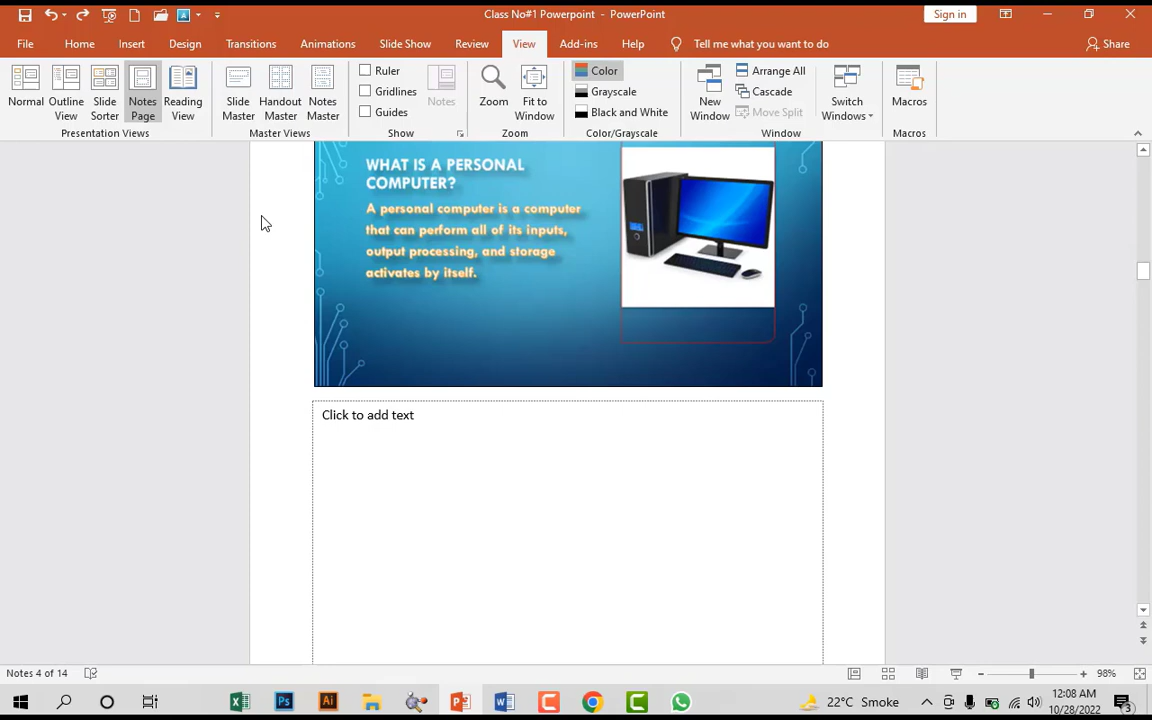 Class No#1 Powerpoint - PowerPoint
Sign in
File Home Insert Design Transitions Animations Slide Show Review View Add-ins Help Tell me what you want to do Share
Normal Outline View Slide Sorter Notes Page Reading View
Presentation Views
Slide Master Handout Master Notes Master
Master Views
Ruler
Gridlines
Guides
Notes
Show
Zoom Fit to Window
Zoom
Color
Grayscale
Black and White
Color/Grayscale
New Window
Arrange All
Cascade
Move Split
Switch Windows
Window
Macros
Macros
WHAT IS A PERSONAL
COMPUTER?
A personal computer is a computer
that can perform all of its inputs,
output processing, and storage
activates by itself.
Click to add text
Notes 4 of 14
98%
Ps Ai
22°C Smoke
12:08 AM
10/28/2022
3